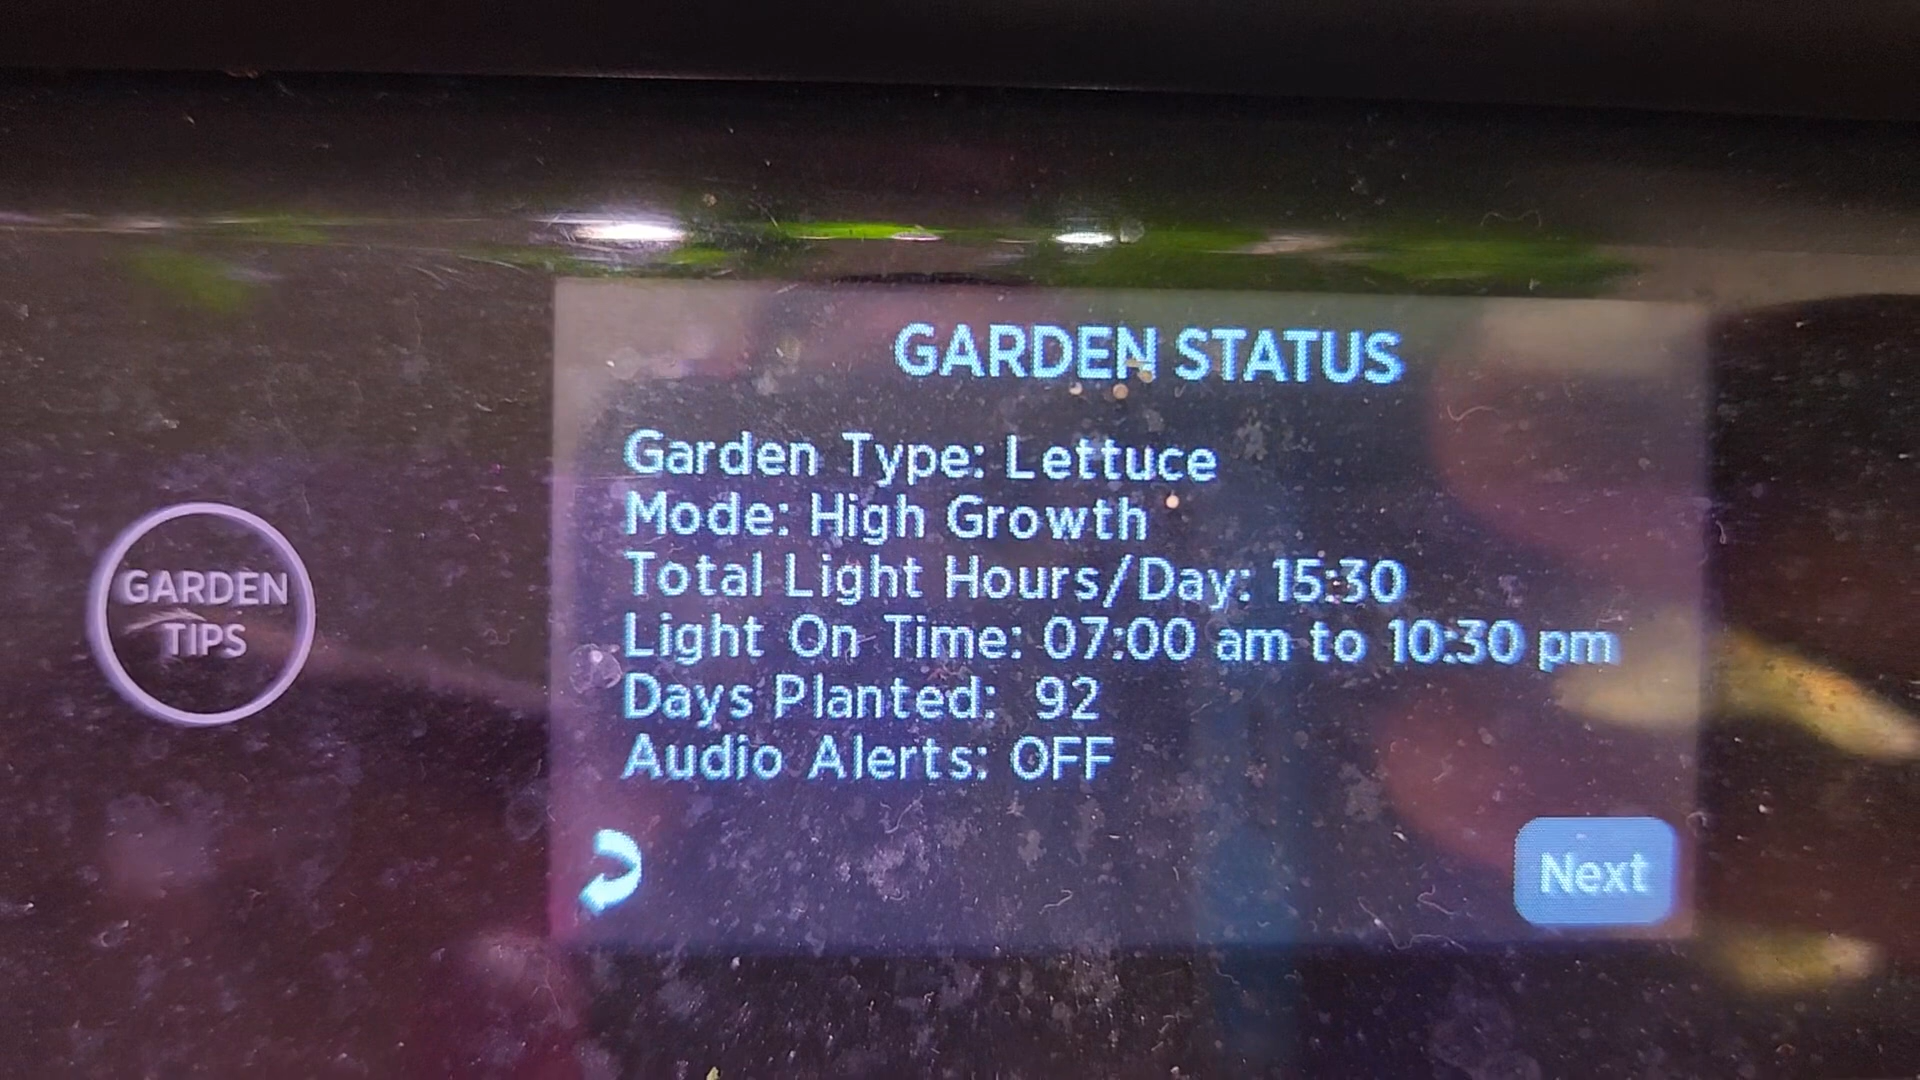 GARDEN STATUS
Garden Type: Lettuce
Mode: High Growth
Total Light Hours/Day: 15:30
Light On Time: 07:00 am to 10:30 pm
Days Planted: 92
Audio Alerts: OFF
Next
GARDEN
TIPS